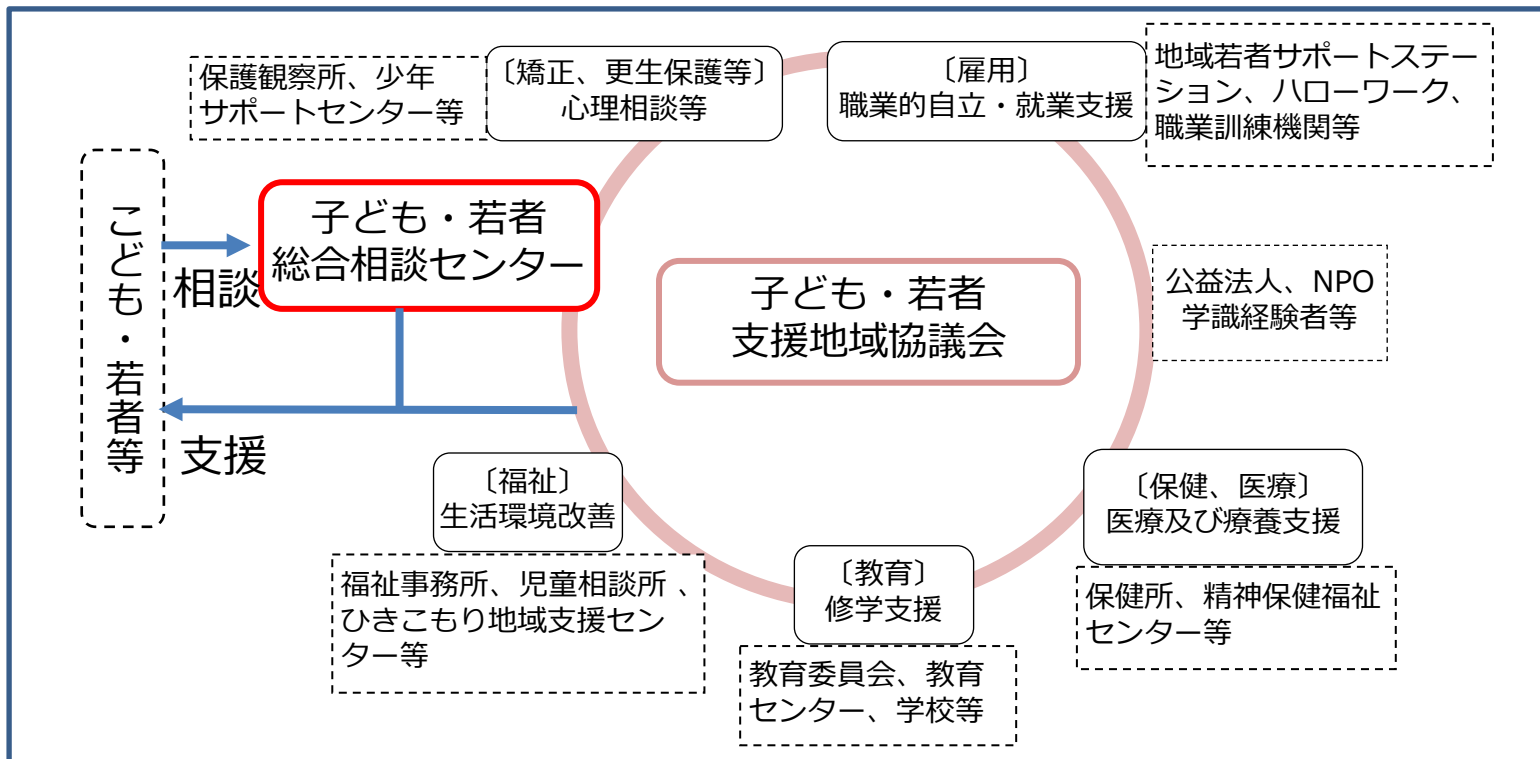 保護観察所、少年
サポートセンター等
〔矯正、更生保護等〕
心理相談等
〔雇用〕
職業的自立・就業支援
地域若者サポートステー
ション、ハローワーク、
職業訓練機関等
こども・若者等
相談
子ども・若者
総合相談センター
子ども・若者
支援地域協議会
公益法人、NPO
学識経験者等
支援
〔福祉〕
生活環境改善
福祉事務所、児童相談所 、
ひきこもり地域支援セン
ター等
〔教育〕
修学支援
教育委員会、教育
センター、学校等
〔保健、医療〕
医療及び療養支援
保健所、精神保健福祉
センター等